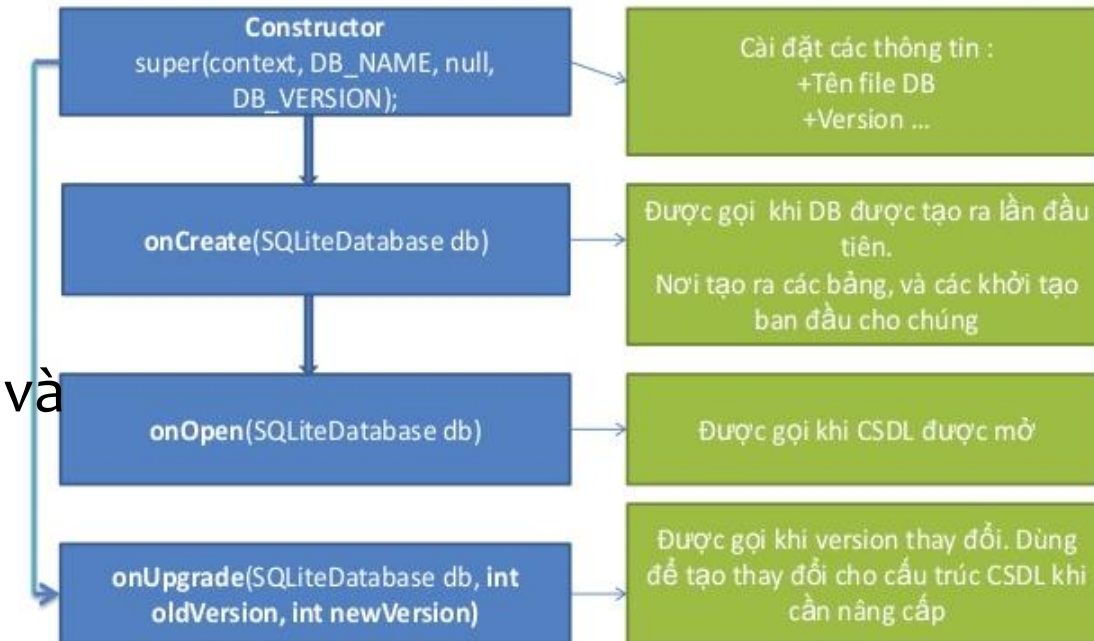 Constructor
super(context, DB_NAME, null,
DB_VERSION);
Cài đặt các thông tin :
+Tên file DB
+Version ...
onCreate(SQLiteDatabase db)
Được gọi  khi DB được tạo ra lần đầu
tiên.
Nơi tạo ra các bảng, và các khởi tạo
ban đầu cho chúng
và
onOpen(SQLiteDatabase db)
Được gọi khi CSDL được mở
onUpgrade(SQLiteDatabase db, int
oldVersion, int newVersion)
Được gọi khi version thay đổi. Dùng
để tạo thay đổi cho cấu trúc CSDL khi
cần nâng cấp